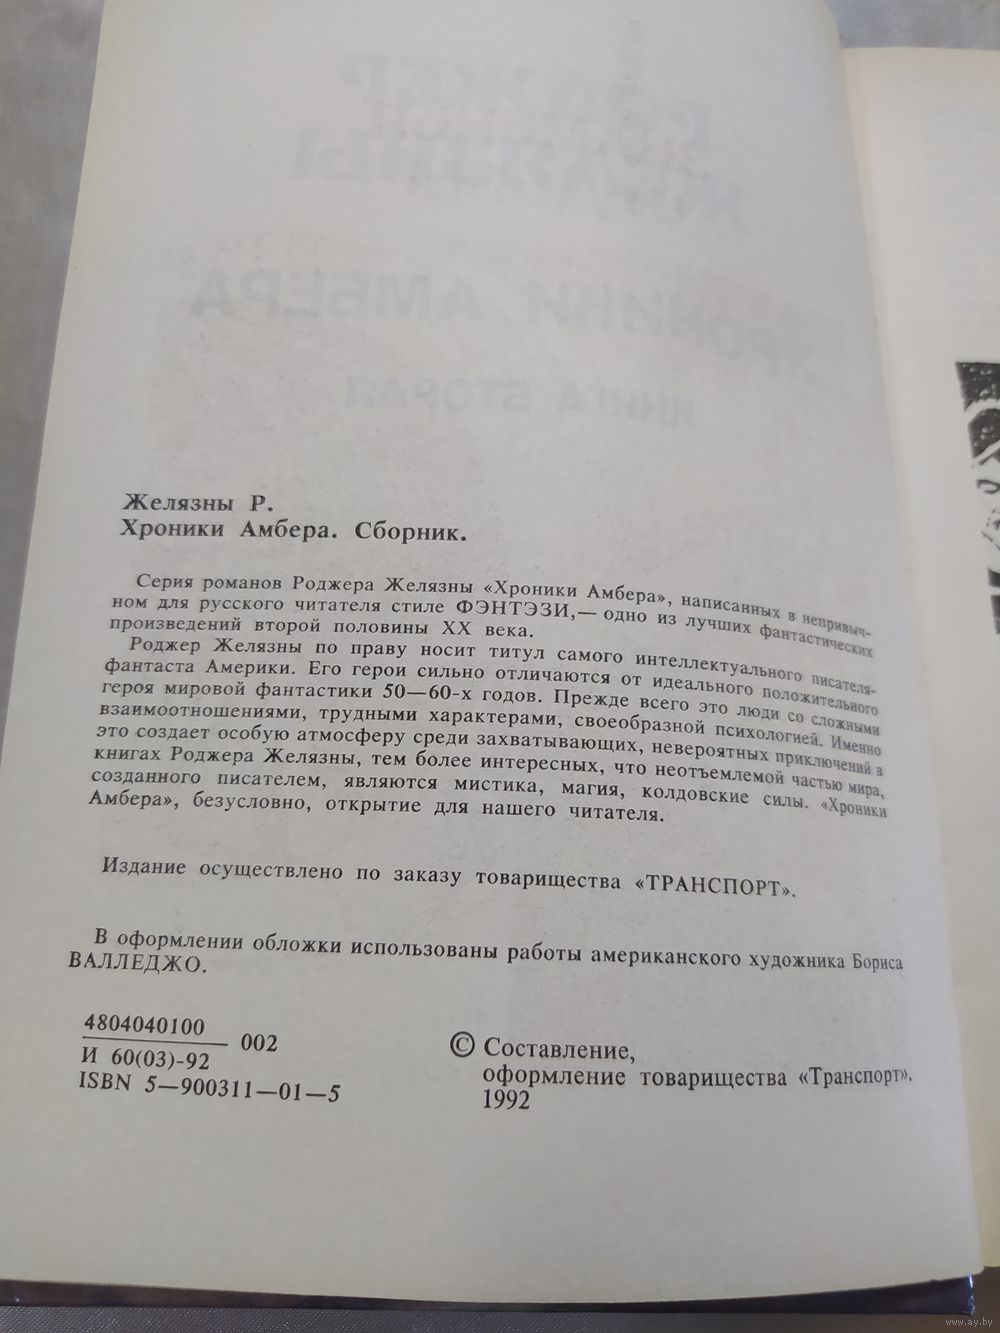 Желязны Р.
Хроники Амбера. Сборник.
Серия романов Роджера Желязны «Хроники Амбера», написанных в непривыч-
ном для русского читателя стиле ФЭНТЭЗИ,— одно из лучших фантастических
произведений второй половины XX века.
Роджер Желязны по праву носит титул самого интеллектуального писателя-
фантаста Америки. Его герои сильно отличаются от идеального положительного
героя мировой фантастики 50—60-х годов. Прежде всего это люди со сложными
взаимоотношениями, трудными характерами, своеобразной психологией. Именно
это создает особую атмосферу среди захватывающих, невероятных приключений в
книгах Роджера Желязны, тем более интересных, что неотъемлемой частью мира,
созданного писателем, являются мистика, магия, колдовские силы. «Хроники
Амбера», безусловно, открытие для нашего читателя.
Издание осуществлено по заказу товарищества «ТРАНСПОРТ».
В оформлении обложки использованы работы американского художника Бориса
ВАЛЛЕДЖО.
4804040100
002
И 60(03)-92
ISBN 5—900311—01—5
© Составление,
оформление товарищества «Транспорт».
1992
www.ay.by